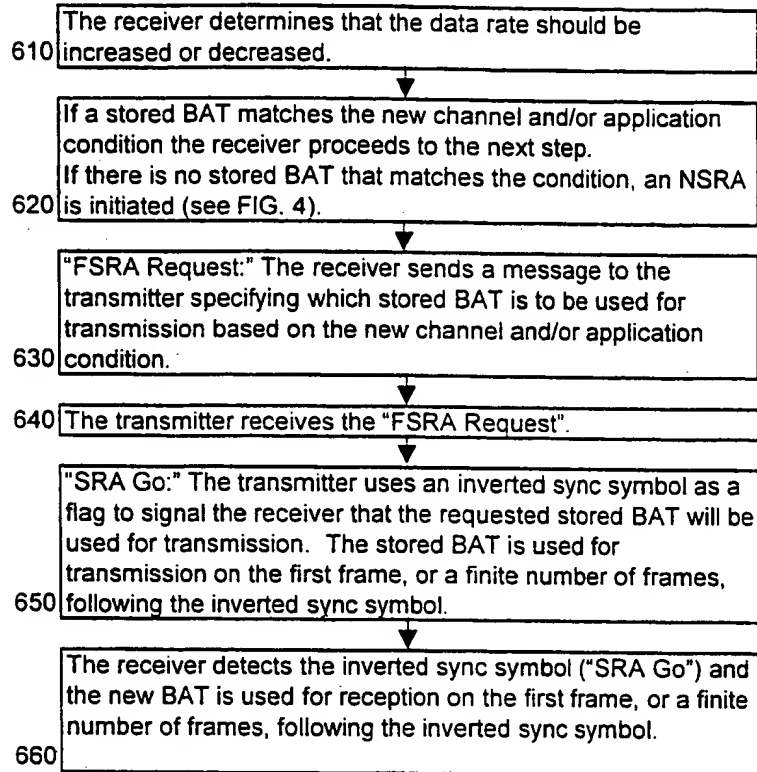 The receiver determines that the data rate should be
610 increased or decreased.
If a stored BAT matches the new channel and/or application
condition the receiver proceeds to the next step.
If there is no stored BAT that matches the condition, an NSRA
620 is initiated (see FIG. 4).
"FSRA Request:" The receiver sends a message to the
transmitter specifying which stored BAT is to be used for
transmission based on the new channel and/or application
630 condition.
640 The transmitter receives the "FSRA Request".
"SRA Go:" The transmitter uses an inverted sync symbol as a
flag to signal the receiver that the requested stored BAT will be
used for transmission. The stored BAT is used for
transmission on the first frame, or a finite number of frames,
650 following the inverted sync symbol.
The receiver detects the inverted sync symbol ("SRA Go") and
the new BAT is used for reception on the first frame, or a finite
number of frames, following the inverted sync symbol.
660